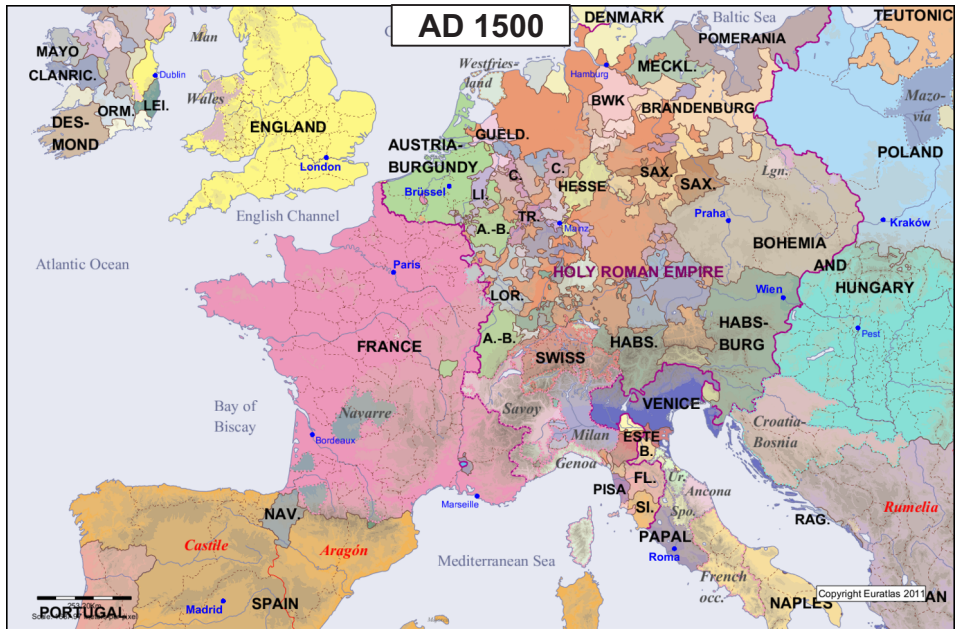 AD 1500
DENMARK
Baltic Sea
TEUTONIC
POMERANIA
Man
MAYO
CLANRIC.
Dublin
Westfries-
land
Hamburg
MECKL.
Wales
ORM.
LEI.
BWK
BRANDENBURG
Mazo-
via
DES-
MOND
ENGLAND
GUELD.
AUSTRIA-
BURGUNDY
POLAND
London
C.
C.
HESSE
SAX.
SAX.
Lgn.
Brüssel
LI.
TR.
English Channel
Praha
Kraków
Mainz
A.-B.
BOHEMIA
AND
HUNGARY
Atlantic Ocean
Paris
HOLY ROMAN EMPIRE
Wien
LOR.
HABS-
BURG
Pest
A.-B.
FRANCE
SWISS
HABS.
Bay of
Biscay
Navarre
Savoy
VENICE
Croatia-
Bosnia
Bordeaux
Milan
ESTE
B.
Genoa
PISA
FL.
Ur.
Ancona
Marseille
NAV.
SI.
Spo.
RAG.
Rumelia
Castile
Aragón
PAPAL
Roma
Mediterranean Sea
French
occ.
PORTUGAL
Madrid
SPAIN
NAPLES
Copyright Euratlas 2011
AN